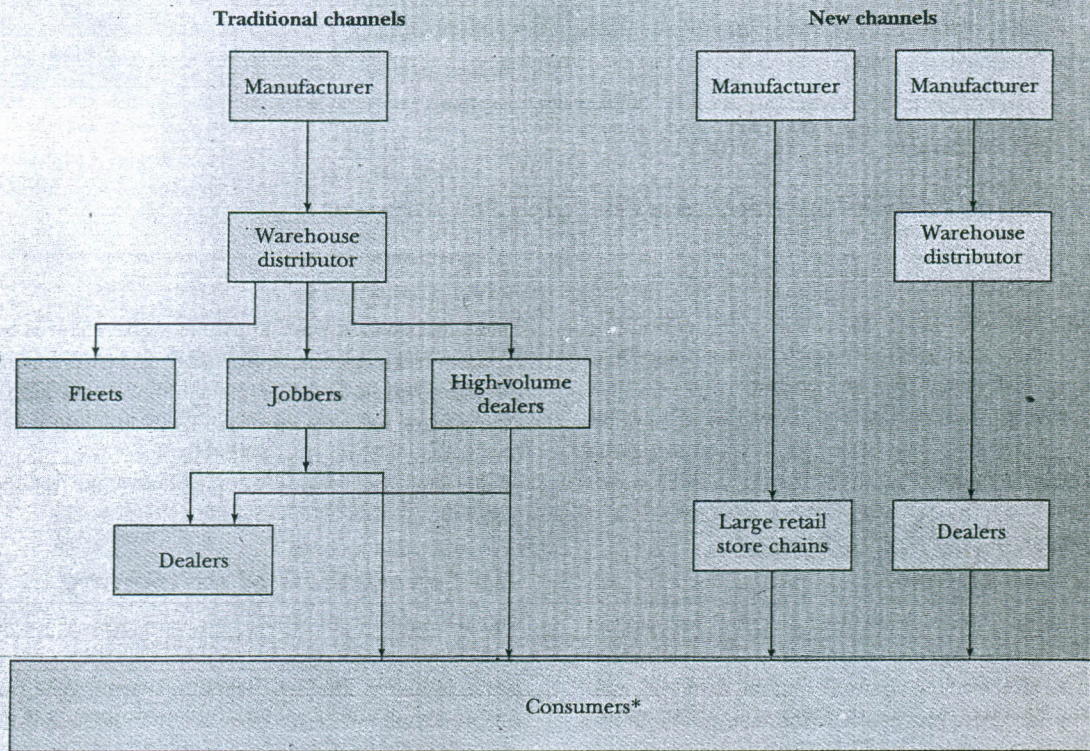 Traditional channels
New channels
Manufacturer
Manufacturer
Manufacturer
Warehouse
distributor
Warehouse
distributor
Fleets
Jobbers
High-volume
dealers
Dealers
Large retail
store chains
Dealers
Consumers*